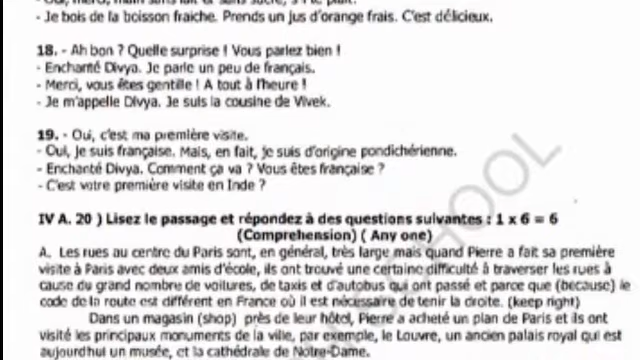 - Oui, merci, mais sans lait et sans sucre, s'il te plaît.
- Je bois de la boisson fraiche. Prends un jus d'orange frais. C'est délicieux.
18. - Ah bon ? Quelle surprise ! Vous parlez bien !
- Enchanté Divya. Je parle un peu de français.
- Merci, vous êtes gentille ! A tout à l'heure !
- Je m'appelle Divya. Je suis la cousine de Vivek.
19. - Oui, c'est ma première visite.
- Oui, je suis française. Mais, en fait, je suis d'origine pondichérienne.
- Enchanté Divya. Comment ça va ? Vous êtes française ?
- C'est votre première visite en Inde ?
IV A. 20 ) Lisez le passage et répondez à des questions suivantes : 1 x 6 = 6
(Comprehension) ( Any one)
A. Les rues au centre du Paris sont, en général, très large mais quand Pierre a fait sa première
visite à Paris avec deux amis d'école, ils ont trouvé une certaine difficulté à traverser les rues à
cause du grand nombre de voitures, de taxis et d'autobus qui ont passé et parce que (because) le
code de la route est différent en France où il est nécessaire de tenir la droite. (keep right)
Dans un magasin (shop) près de leur hôtel, Pierre a acheté un plan de Paris et ils ont
visité les principaux monuments de la ville, par exemple, le Louvre, un ancien palais royal qui est
aujourd'hui un musée, et la cathédrale de Notre-Dame.
SCHOOL